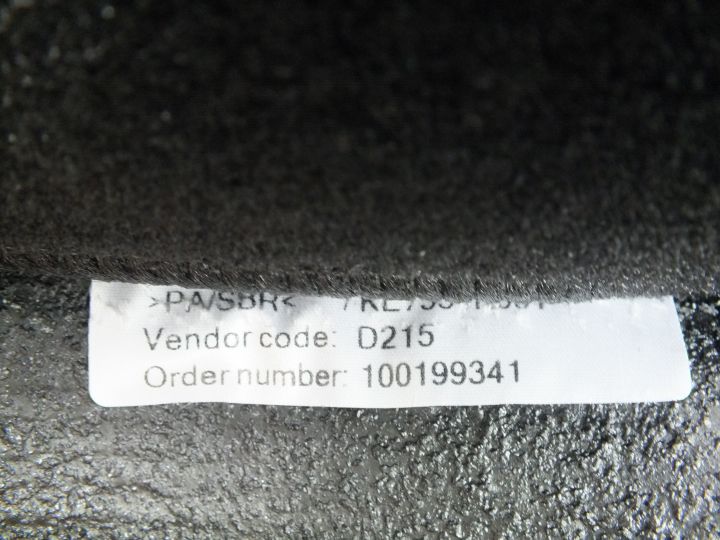 >PA/SBR<
Vendor code: D215
Order number: 100199341